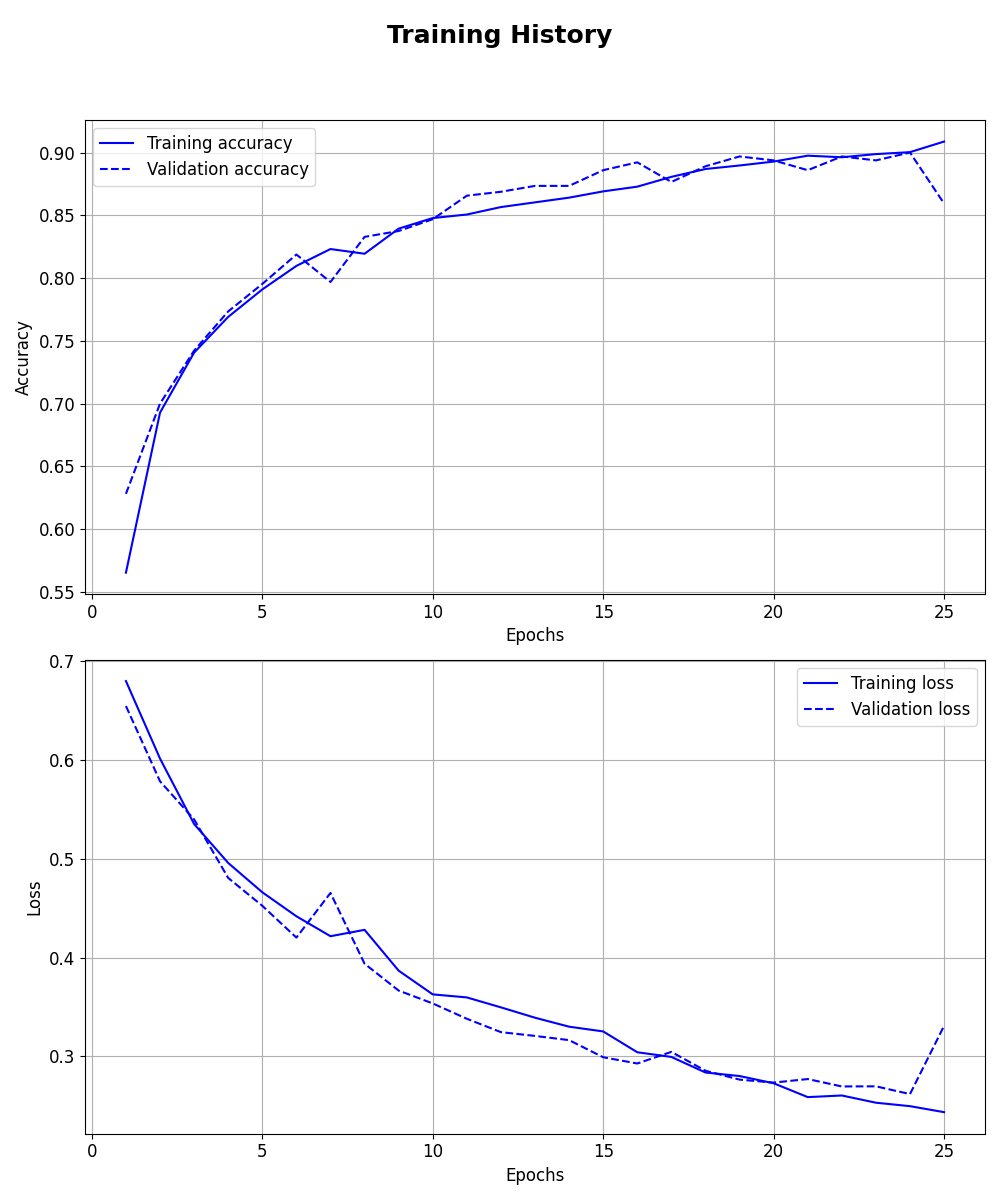 Training History
Training accuracy
Validation accuracy
0.90
0.85
0.80
0.75
0.70
0.65
0.60
0.55
Accuracy
0 5 10 15 20 25
Epochs
Training loss
Validation loss
0.7
0.6
0.5
0.4
0.3
Loss
0 5 10 15 20 25
Epochs